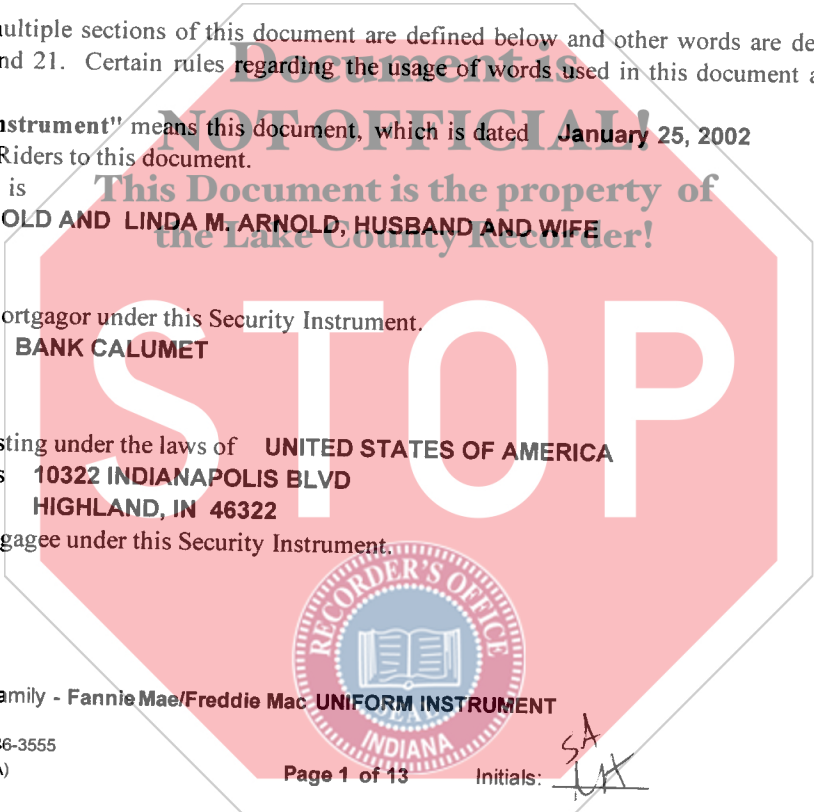 ultiple sections of this document are defined below and other words are de
nd 21. Certain rules regarding the usage of words used in this document a
Document is
nstrument" means this document, which is dated January 25, 2002
NOT OFFICIAL!
Riders to this document.
is
This Document is the property of
OLD AND LINDA M. ARNOLD, HUSBAND AND WIFE
the Lake County Recorder!
ortgagor under this Security Instrument.
BANK CALUMET
STOP
sting under the laws of UNITED STATES OF AMERICA
s 10322 INDIANAPOLIS BLVD
HIGHLAND, IN 46322
gagee under this Security Instrument.
RECORDER'S OFFICE
SEAL
INDIANA
amily - Fannie Mae/Freddie Mac UNIFORM INSTRUMENT
6-3555
A)
Page 1 of 13 Initials: SA